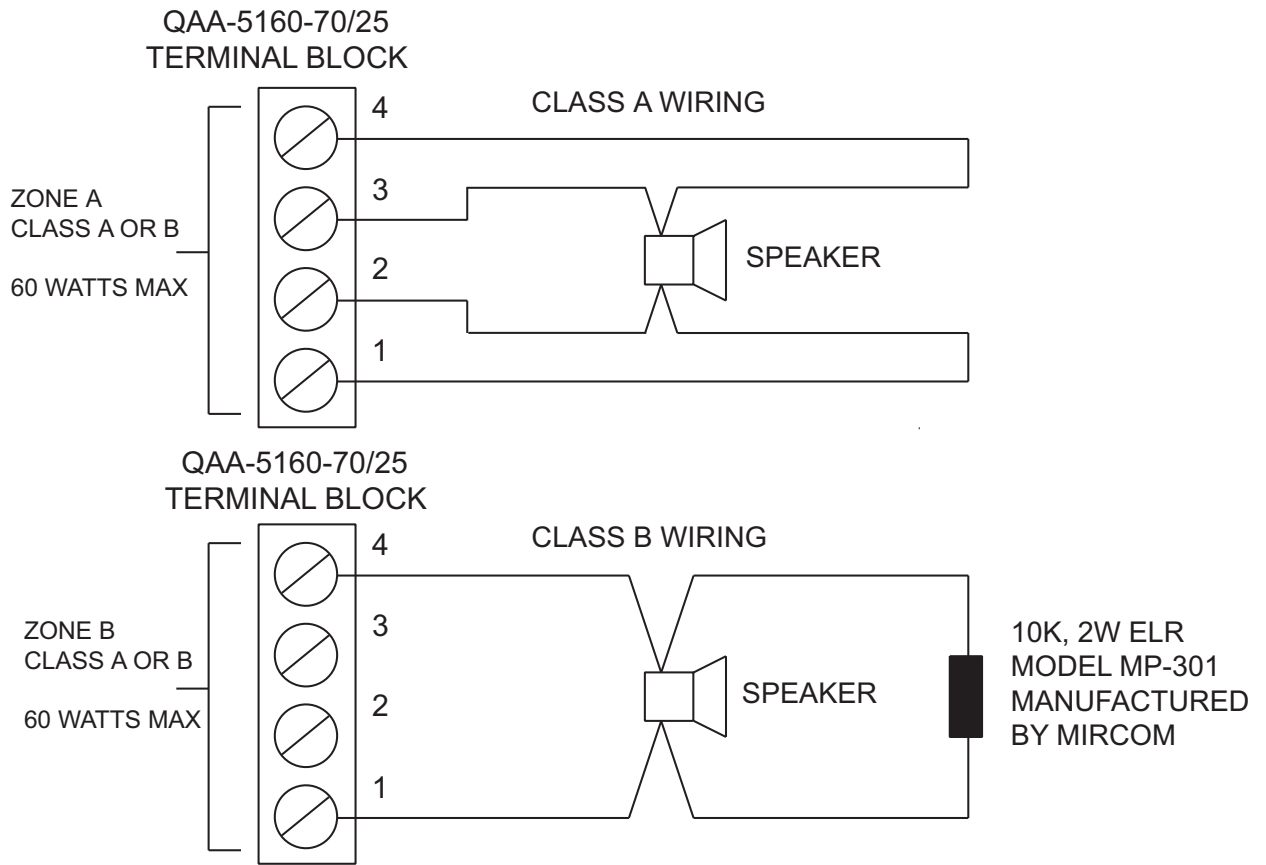 QAA-5160-70/25
TERMINAL BLOCK
4
CLASS A WIRING
3
ZONE A
CLASS A OR B
SPEAKER
2
60 WATTS MAX
1
QAA-5160-70/25
TERMINAL BLOCK
4
CLASS B WIRING
3
ZONE B
CLASS A OR B
10K, 2W ELR
MODEL MP-301
MANUFACTURED
BY MIRCOM
SPEAKER
2
60 WATTS MAX
1